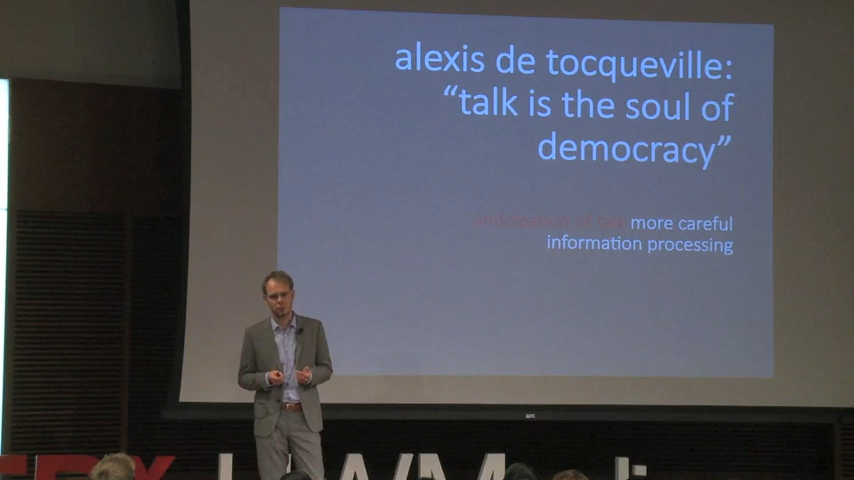 alexis de tocqueville:
“talk is the soul of
democracy”
anticipation of talk more careful
information processing